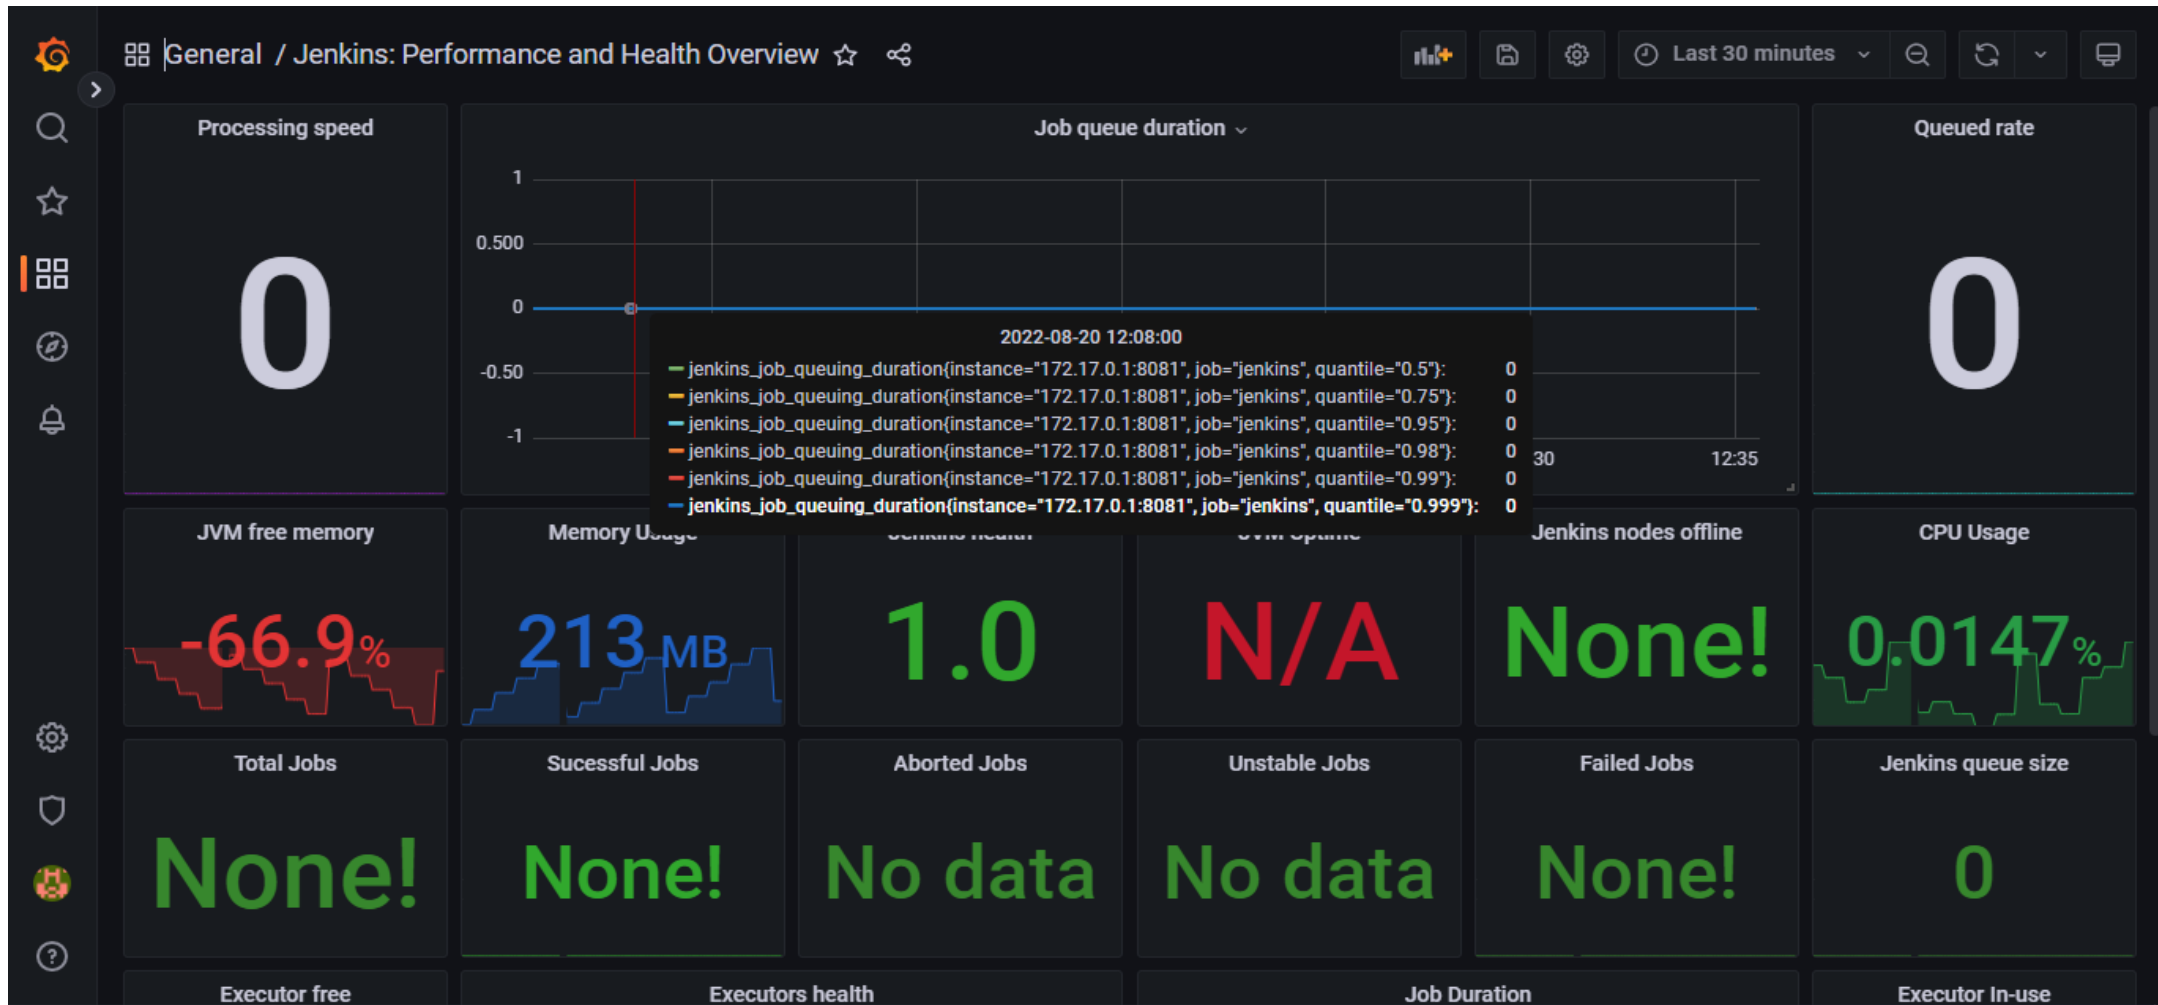 General / Jenkins: Performance and Health Overview
Last 30 minutes
Processing speed
0
Job queue duration
1
0.500
0
-0.50
-1
30
12:35
2022-08-20 12:08:00
jenkins_job_queuing_duration{instance="172.17.0.1:8081", job="jenkins", quantile="0.5"}: 0
jenkins_job_queuing_duration{instance="172.17.0.1:8081", job="jenkins", quantile="0.75"}: 0
jenkins_job_queuing_duration{instance="172.17.0.1:8081", job="jenkins", quantile="0.95"}: 0
jenkins_job_queuing_duration{instance="172.17.0.1:8081", job="jenkins", quantile="0.98"}: 0
jenkins_job_queuing_duration{instance="172.17.0.1:8081", job="jenkins", quantile="0.99"}: 0
jenkins_job_queuing_duration{instance="172.17.0.1:8081", job="jenkins", quantile="0.999"}: 0
Queued rate
0
JVM free memory
-66.9%
Memory Usage
213 MB
Jenkins health
1.0
JVM Uptime
N/A
Jenkins nodes offline
None!
CPU Usage
0.0147%
Total Jobs
None!
Sucessful Jobs
None!
Aborted Jobs
No data
Unstable Jobs
No data
Failed Jobs
None!
Jenkins queue size
0
Executor free
Executors health
Job Duration
Executor In-use